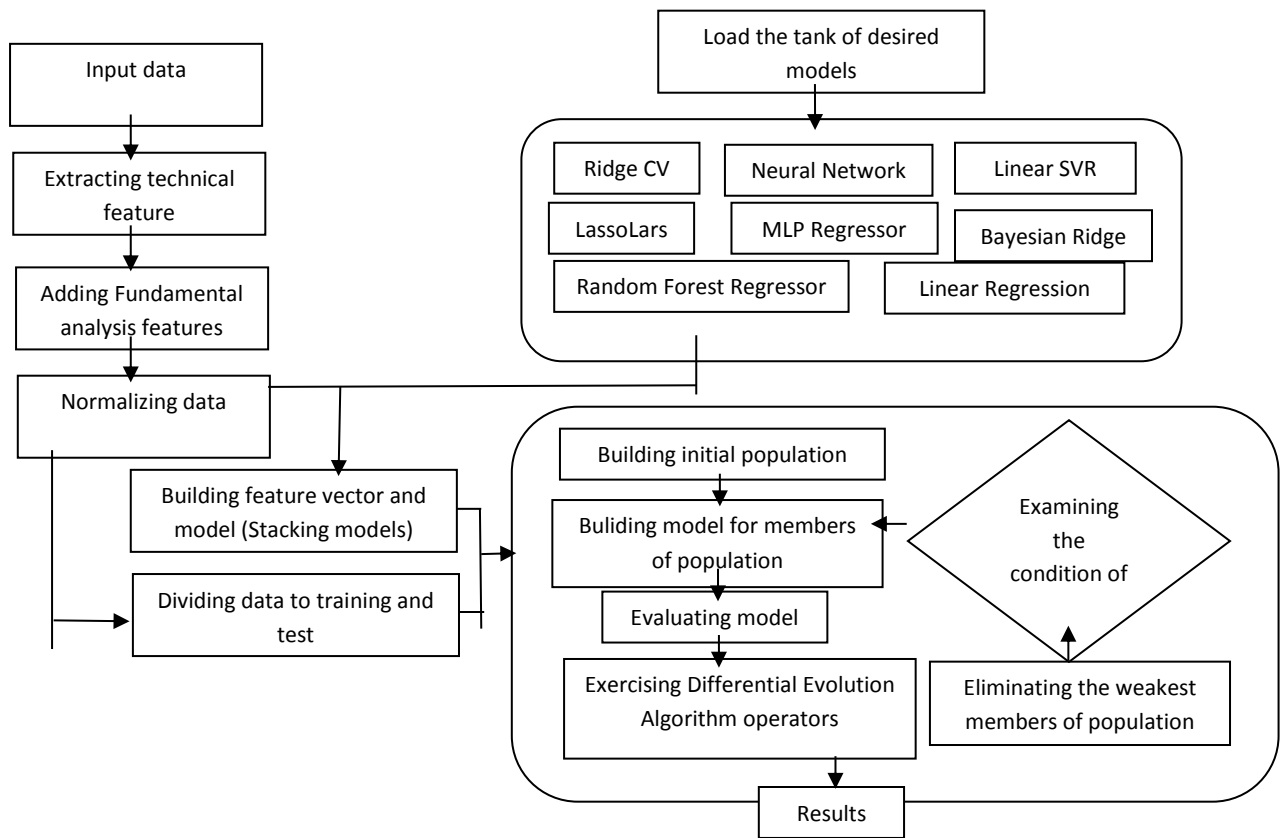 Input data
Extracting technical
feature
Adding Fundamental
analysis features
Normalizing data
Building feature vector and
model (Stacking models)
Dividing data to training and
test
Load the tank of desired
models
Ridge CV
Neural Network
Linear SVR
LassoLars
MLP Regressor
Bayesian Ridge
Random Forest Regressor
Linear Regression
Building initial population
Buliding model for members
of population
Evaluating model
Exercising Differential Evolution
Algorithm operators
Examining
the
condition of
Eliminating the weakest
members of population
Results